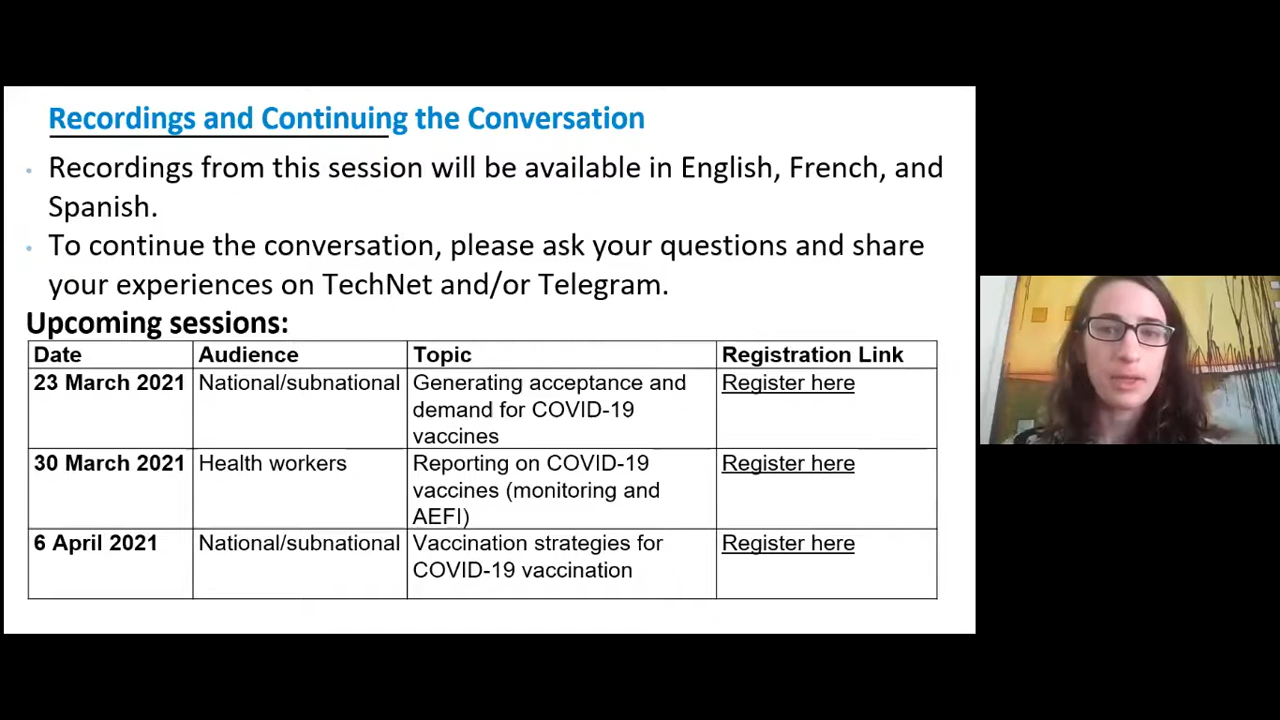 Recordings and Continuing the Conversation
Recordings from this session will be available in English, French, and
Spanish.
To continue the conversation, please ask your questions and share
your experiences on TechNet and/or Telegram.
Upcoming sessions:
Date Audience Topic Registration Link
23 March 2021 National/subnational Generating acceptance and Register here
demand for COVID-19
vaccines
30 March 2021 Health workers Reporting on COVID-19 Register here
vaccines (monitoring and
AEFI)
6 April 2021 National/subnational Vaccination strategies for Register here
COVID-19 vaccination